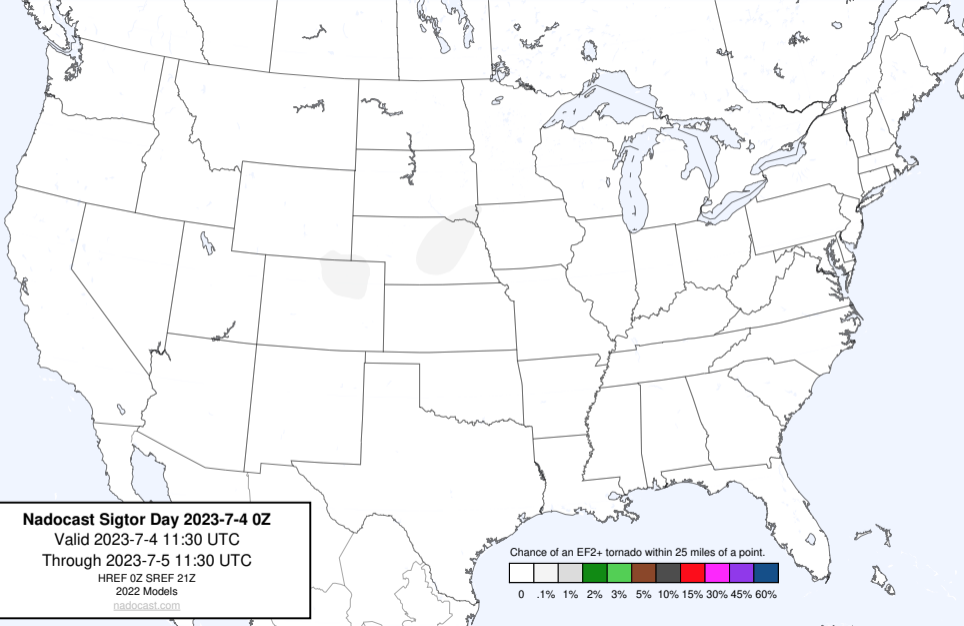 Nadocast Sigtor Day 2023-7-4 0Z
Valid 2023-7-4 11:30 UTC
Through 2023-7-5 11:30 UTC
HREF 0Z SREF 21Z
2022 Models
nadocast.com
Chance of an EF2+ tornado within 25 miles of a point.
0 .1% 1% 2% 3% 5% 10% 15% 30% 45% 60%